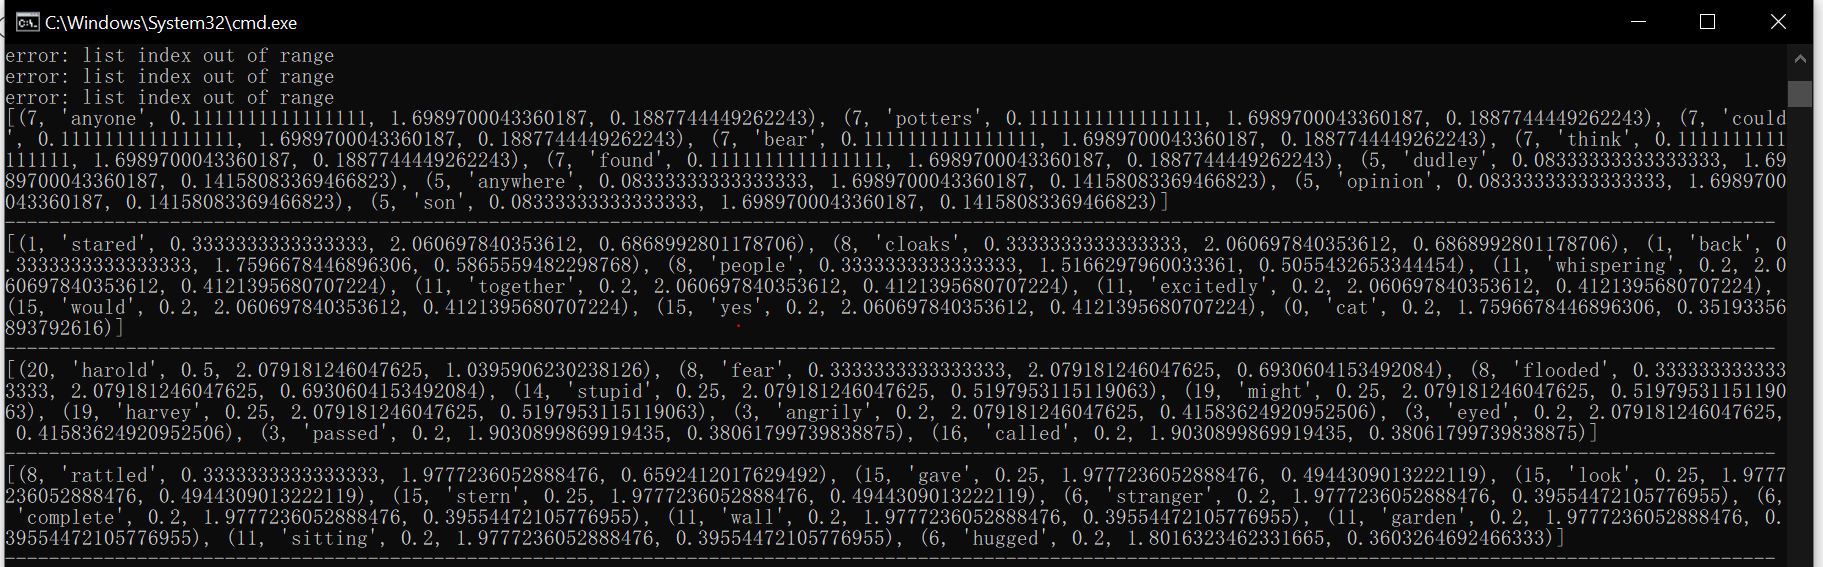 C:\Windows\System32\cmd.exe
error: list index out of range
error: list index out of range
error: list index out of range
[(7, 'anyone', 0.1111111111111111, 1.6989700043360187, 0.1887744449262243), (7, 'potters', 0.1111111111111111, 1.6989700043360187, 0.1887744449262243), (7, 'could
', 0.1111111111111111, 1.6989700043360187, 0.1887744449262243), (7, 'bear', 0.1111111111111111, 1.6989700043360187, 0.1887744449262243), (7, 'think', 0.1111111111
111111, 1.6989700043360187, 0.1887744449262243), (7, 'found', 0.1111111111111111, 1.6989700043360187, 0.1887744449262243), (5, 'dudley', 0.08333333333333333, 1.69
89700043360187, 0.14158083369466823), (5, 'anywhere', 0.08333333333333333, 1.6989700043360187, 0.14158083369466823), (5, 'opinion', 0.08333333333333333, 1.6989700
043360187, 0.14158083369466823), (5, 'son', 0.08333333333333333, 1.6989700043360187, 0.14158083369466823)]
[(1, 'stared', 0.3333333333333333, 2.060697840353612, 0.6868992801178706), (8, 'cloaks', 0.3333333333333333, 2.060697840353612, 0.6868992801178706), (1, 'back', 0
.3333333333333333, 1.7596678446896306, 0.5865559482298768), (8, 'people', 0.3333333333333333, 1.5166297960033361, 0.5055432653344454), (11, 'whispering', 0.2, 2.0
60697840353612, 0.4121395680707224), (11, 'together', 0.2, 2.060697840353612, 0.4121395680707224), (11, 'excitedly', 0.2, 2.060697840353612, 0.4121395680707224),
(15, 'would', 0.2, 2.060697840353612, 0.4121395680707224), (15, 'yes', 0.2, 2.060697840353612, 0.4121395680707224), (0, 'cat', 0.2, 1.7596678446896306, 0.35193356
893792616)]
[(20, 'harold', 0.5, 2.079181246047625, 1.0395906230238126), (8, 'fear', 0.3333333333333333, 2.079181246047625, 0.6930604153492084), (8, 'flooded', 0.333333333333
3333, 2.079181246047625, 0.6930604153492084), (14, 'stupid', 0.25, 2.079181246047625, 0.5197953115119063), (19, 'might', 0.25, 2.079181246047625, 0.51979531151190
63), (19, 'harvey', 0.25, 2.079181246047625, 0.5197953115119063), (3, 'angrily', 0.2, 2.079181246047625, 0.41583624920952506), (3, 'eyed', 0.2, 2.079181246047625,
0.41583624920952506), (3, 'passed', 0.2, 1.9030899869919435, 0.38061799739838875), (16, 'called', 0.2, 1.9030899869919435, 0.38061799739838875)]
[(8, 'rattled', 0.3333333333333333, 1.9777236052888476, 0.6592412017629492), (15, 'gave', 0.25, 1.9777236052888476, 0.4944309013222119), (15, 'look', 0.25, 1.9777
236052888476, 0.4944309013222119), (15, 'stern', 0.25, 1.9777236052888476, 0.4944309013222119), (6, 'stranger', 0.2, 1.9777236052888476, 0.39554472105776955), (6,
'complete', 0.2, 1.9777236052888476, 0.39554472105776955), (11, 'wall', 0.2, 1.9777236052888476, 0.39554472105776955), (11, 'garden', 0.2, 1.9777236052888476, 0.
39554472105776955), (11, 'sitting', 0.2, 1.9777236052888476, 0.39554472105776955), (6, 'hugged', 0.2, 1.8016323462331665, 0.3603264692466333)]